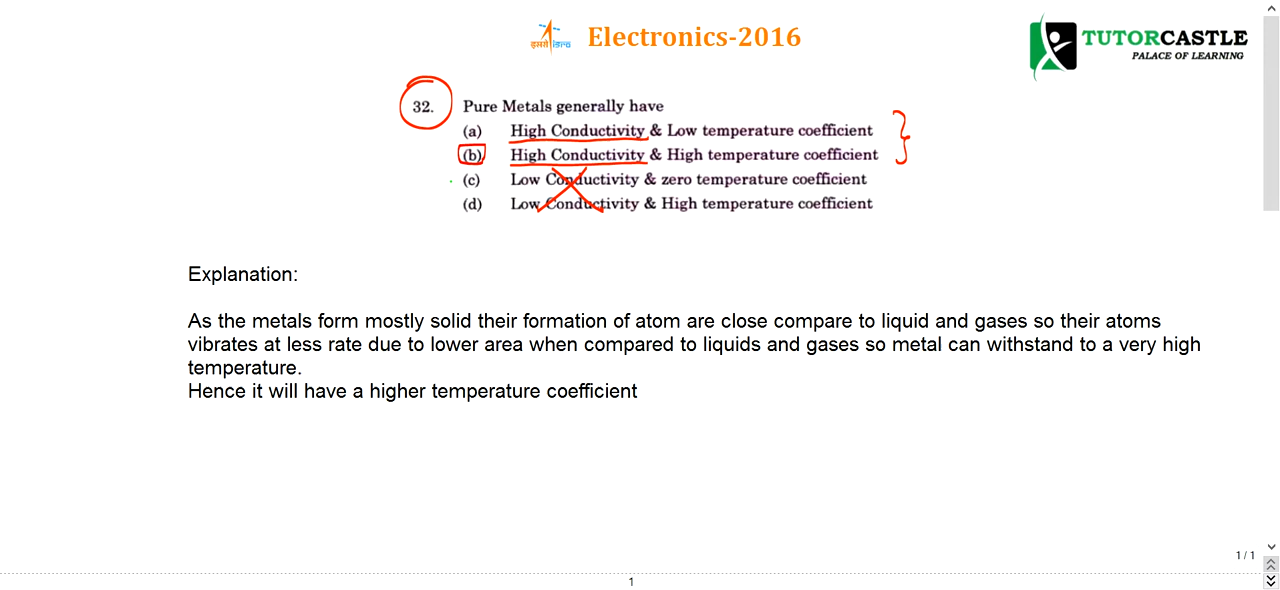 इसरो isro Electronics-2016
TUTORCASTLE
PALACE OF LEARNING
32. Pure Metals generally have
(a) High Conductivity & Low temperature coefficient
(b) High Conductivity & High temperature coefficient
(c) Low Conductivity & zero temperature coefficient
(d) Low Conductivity & High temperature coefficient
Explanation:
As the metals form mostly solid their formation of atom are close compare to liquid and gases so their atoms
vibrates at less rate due to lower area when compared to liquids and gases so metal can withstand to a very high
temperature.
Hence it will have a higher temperature coefficient
1 / 1
1